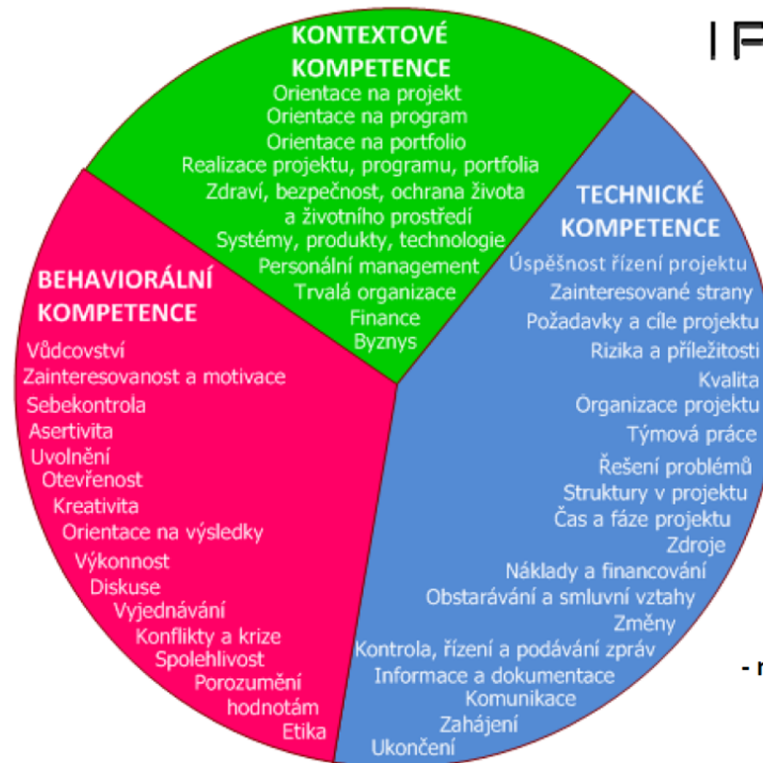 KONTEXTOVÉ
KOMPETENCE
Orientace na projekt
Orientace na program
Orientace na portfolio
Realizace projektu, programu, portfolia
Zdraví, bezpečnost, ochrana života
a životního prostředí
Systémy, produkty, technologie
Personální management
Trvalá organizace
Finance
Byznys
TECHNICKÉ
KOMPETENCE
Úspěšnost řízení projektu
Zainteresované strany
Požadavky a cíle projektu
Rizika a příležitosti
Kvalita
Organizace projektu
Týmová práce
Řešení problémů
Struktury v projektu
Čas a fáze projektu
Zdroje
Náklady a financování
Obstarávání a smluvní vztahy
Změny
Kontrola, řízení a podávání zpráv
Informace a dokumentace
Komunikace
Zahájení
Ukončení
BEHAVIORÁLNÍ
KOMPETENCE
Vůdcovství
Zainteresovanost a motivace
Sebekontrola
Asertivita
Uvolnění
Otevřenost
Kreativita
Orientace na výsledky
Výkonnost
Diskuse
Vyjednávání
Konflikty a krize
Spolehlivost
Porozumění
hodnotám
Etika